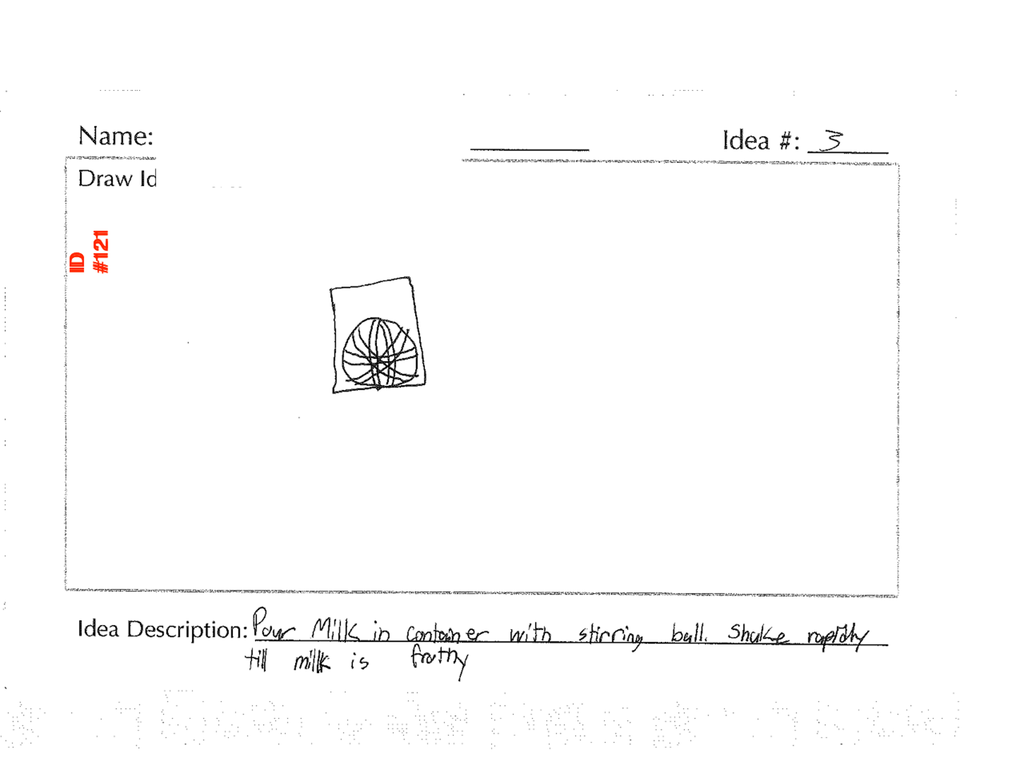 Name:
Idea #: 3
Draw Id
ID
#121
Idea Description: Pour Milk in container with stirring ball. Shake rapidly
till milk is frothy